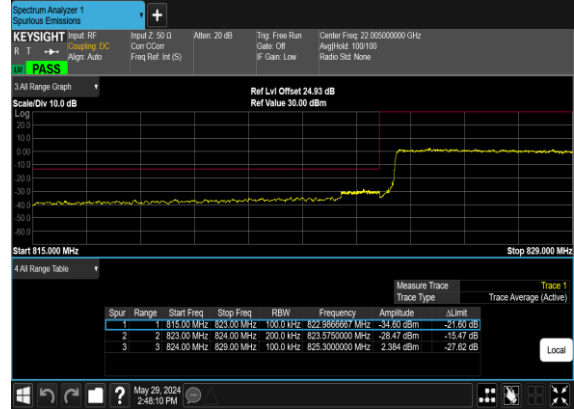 Spectrum Analyzer 1
Spurious Emissions
+
KEYSIGHT Input: RF Input Z: 50 Ω Atten: 20 dB Trig: Free Run Center Freq: 22.005000000 GHz
R T Coupling: DC Corr CCorr Gate: Off Avg|Hold: 100/100
Align: Auto Freq Ref: Int (S) IF Gain: Low Radio Std: None
PASS
3 All Range Graph
Ref Lvl Offset 24.93 dB
Scale/Div 10.0 dB Ref Value 30.00 dBm
Log
20.0
10.0
0.00
-10.0
-20.0
-30.0
-40.0
-50.0
-60.0
Start 815.000 MHz Stop 829.000 MHz
4 All Range Table
Measure Trace Trace 1
Trace Type Trace Average (Active)
Spur Range Start Freq Stop Freq RBW Frequency Amplitude ΔLimit
1 1 815.00 MHz 823.00 MHz 100.0 kHz 822.9866667 MHz -34.60 dBm -21.60 dB
2 2 823.00 MHz 824.00 MHz 200.0 kHz 823.5750000 MHz -28.47 dBm -15.47 dB
3 3 824.00 MHz 829.00 MHz 100.0 kHz 825.3000000 MHz 2.384 dBm -27.62 dB
Local
? May 29, 2024
2:48:10 PM